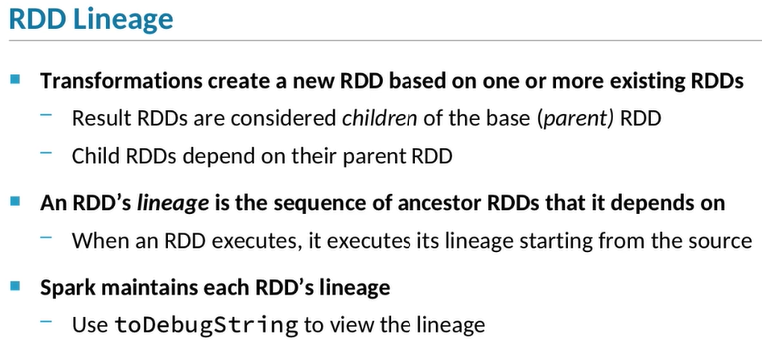 RDD Lineage
Transformations create a new RDD based on one or more existing RDDs
– Result RDDs are considered children of the base (parent) RDD
– Child RDDs depend on their parent RDD
An RDD’s lineage is the sequence of ancestor RDDs that it depends on
– When an RDD executes, it executes its lineage starting from the source
Spark maintains each RDD’s lineage
– Use toDebugString to view the lineage